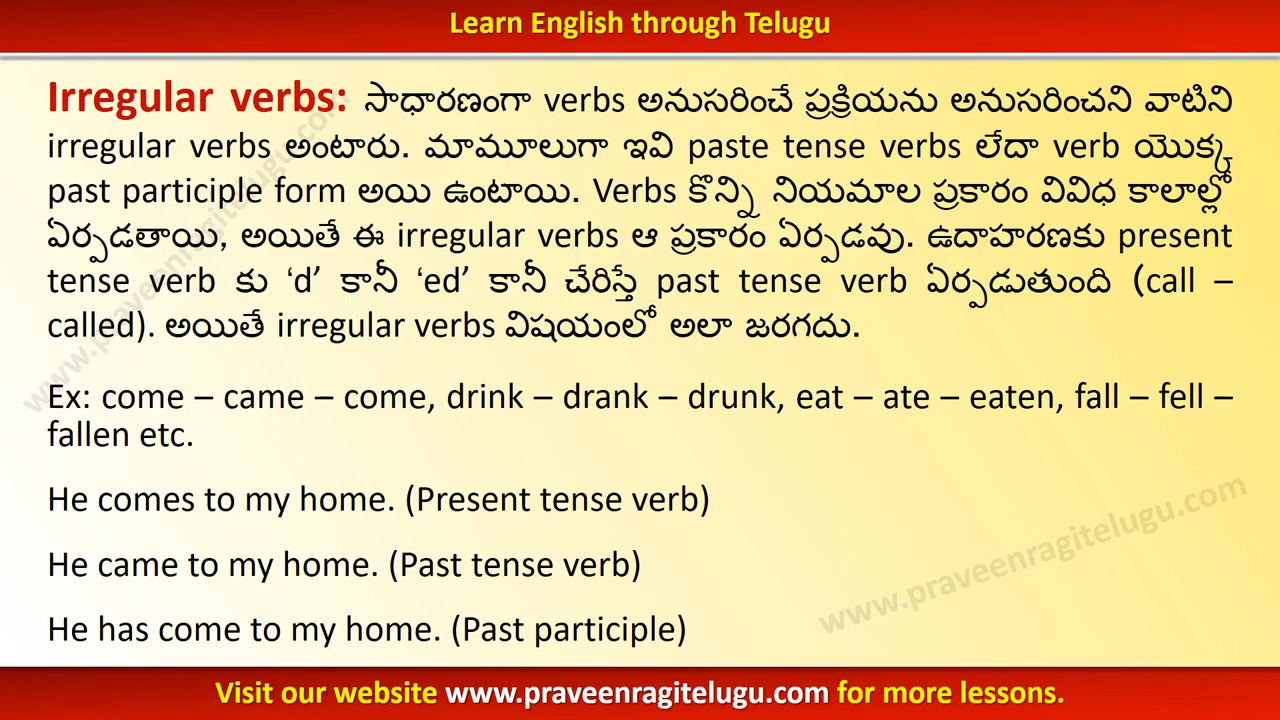 Learn English through Telugu
Irregular verbs: సాధారణంగా verbs అనుసరించే ప్రక్రియను అనుసరించని వాటిని
irregular verbs అంటారు. మామూలుగా ఇవి paste tense verbs లేదా verb యొక్క
past participle form అయి ఉంటాయి. Verbs కొన్ని నియమాల ప్రకారం వివిధ కాలాల్లో
ఏర్పడతాయి, అయితే ఈ irregular verbs ఆ ప్రకారం ఏర్పడవు. ఉదాహరణకు present
tense verb కు ‘d’ కానీ ‘ed’ కానీ చేరిస్తే past tense verb ఏర్పడుతుంది (call –
called). అయితే irregular verbs విషయంలో అలా జరగదు.
Ex: come – came – come, drink – drank – drunk, eat – ate – eaten, fall – fell –
fallen etc.
He comes to my home. (Present tense verb)
He came to my home. (Past tense verb)
He has come to my home. (Past participle)
www.praveenragitelugu.com
www.praveenragitelugu.com
Visit our website www.praveenragitelugu.com for more lessons.